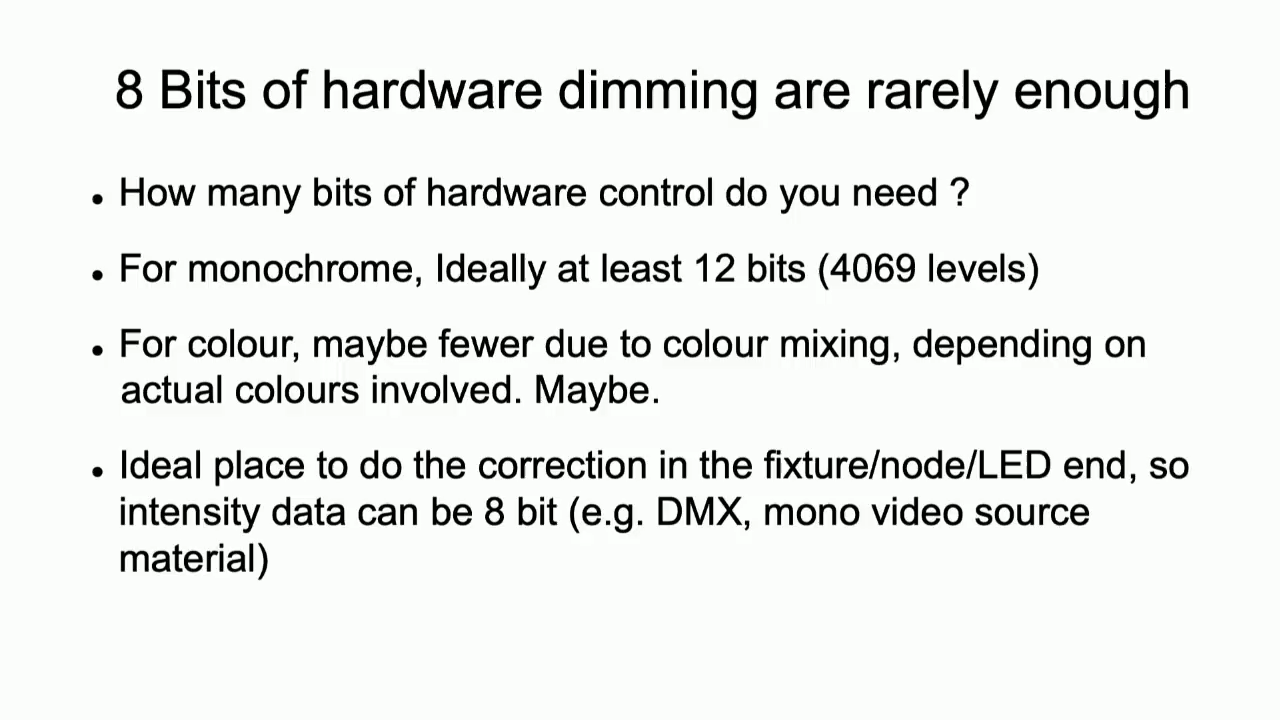 8 Bits of hardware dimming are rarely enough
• How many bits of hardware control do you need ?
• For monochrome, Ideally at least 12 bits (4069 levels)
• For colour, maybe fewer due to colour mixing, depending on
actual colours involved. Maybe.
• Ideal place to do the correction in the fixture/node/LED end, so
intensity data can be 8 bit (e.g. DMX, mono video source
material)